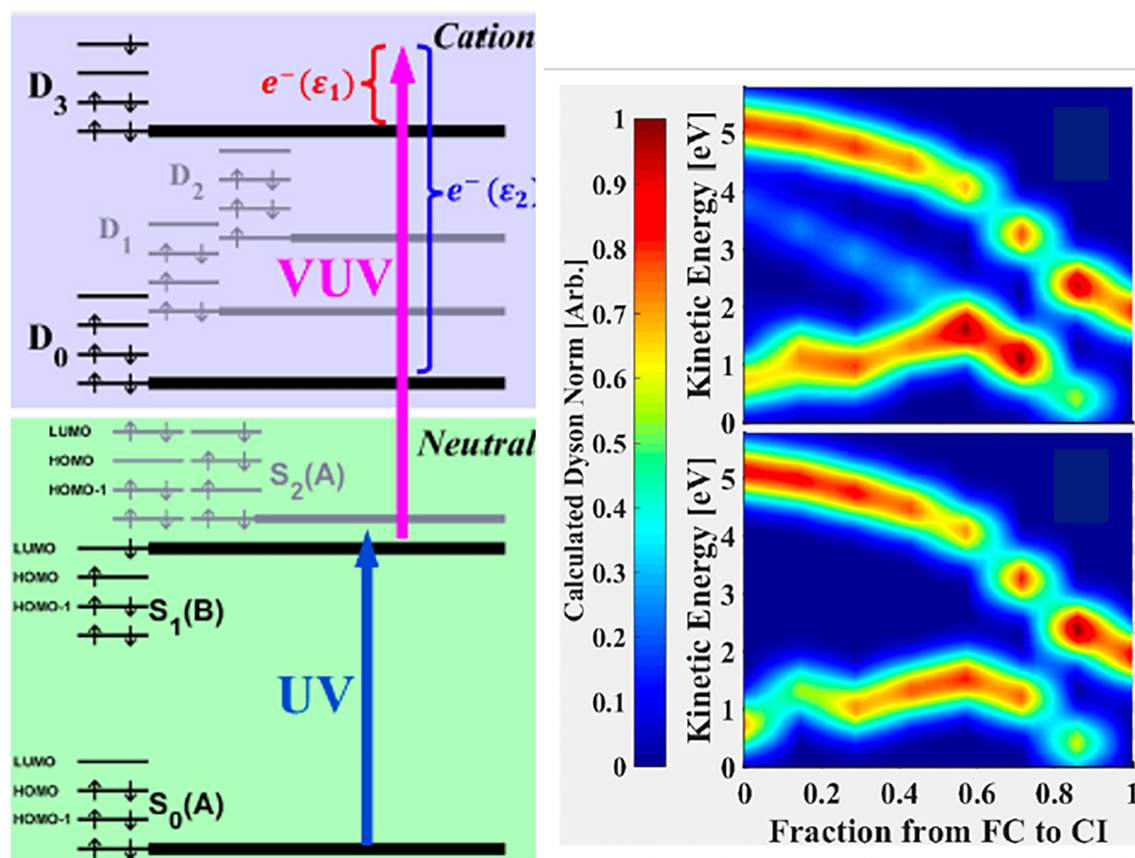 Cation
D3
e⁻(ε1)
e⁻(ε2)
D2
D1
VUV
D0
Neutral
LUMO
HOMO
HOMO-1
S2(A)
LUMO
HOMO
HOMO-1
S1(B)
UV
LUMO
HOMO
HOMO-1
S0(A)
Calculated Dyson Norm [Arb.]
1
0.9
0.8
0.7
0.6
0.5
0.4
0.3
0.2
0.1
0
Kinetic Energy [eV]
5
4
3
2
1
0
Kinetic Energy [eV]
5
4
3
2
1
0
0 0.2 0.4 0.6 0.8 1
Fraction from FC to CI